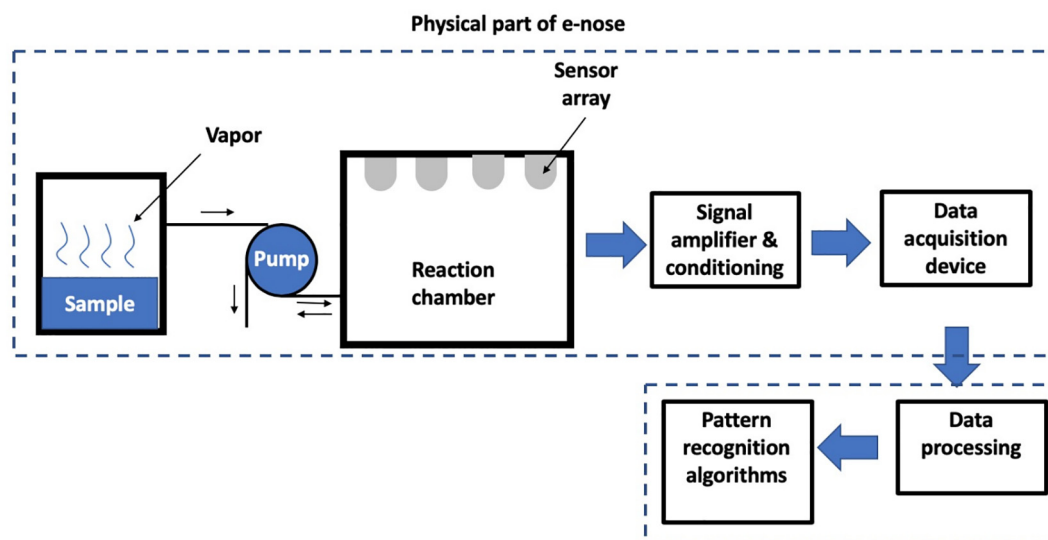 Physical part of e-nose
Sensor
array
Vapor
Signal
amplifier &
conditioning
Data
acquisition
device
Pump
Reaction
chamber
Sample
Pattern
recognition
algorithms
Data
processing